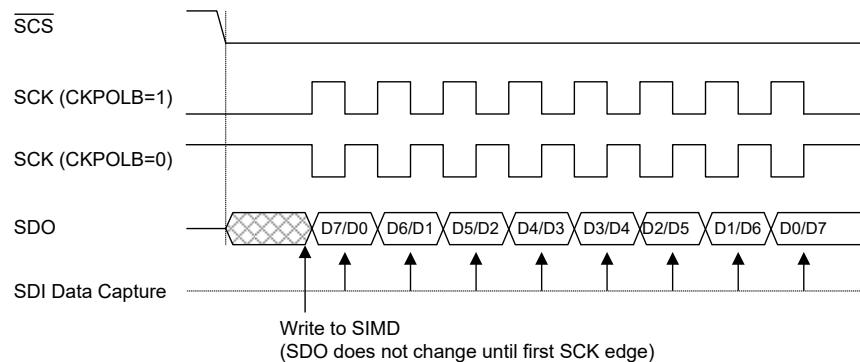 SCS
SCK (CKPOLB=1)
SCK (CKPOLB=0)
SDO
D7/D0 D6/D1 D5/D2 D4/D3 D3/D4 D2/D5 D1/D6 D0/D7
SDI Data Capture
Write to SIMD
(SDO does not change until first SCK edge)